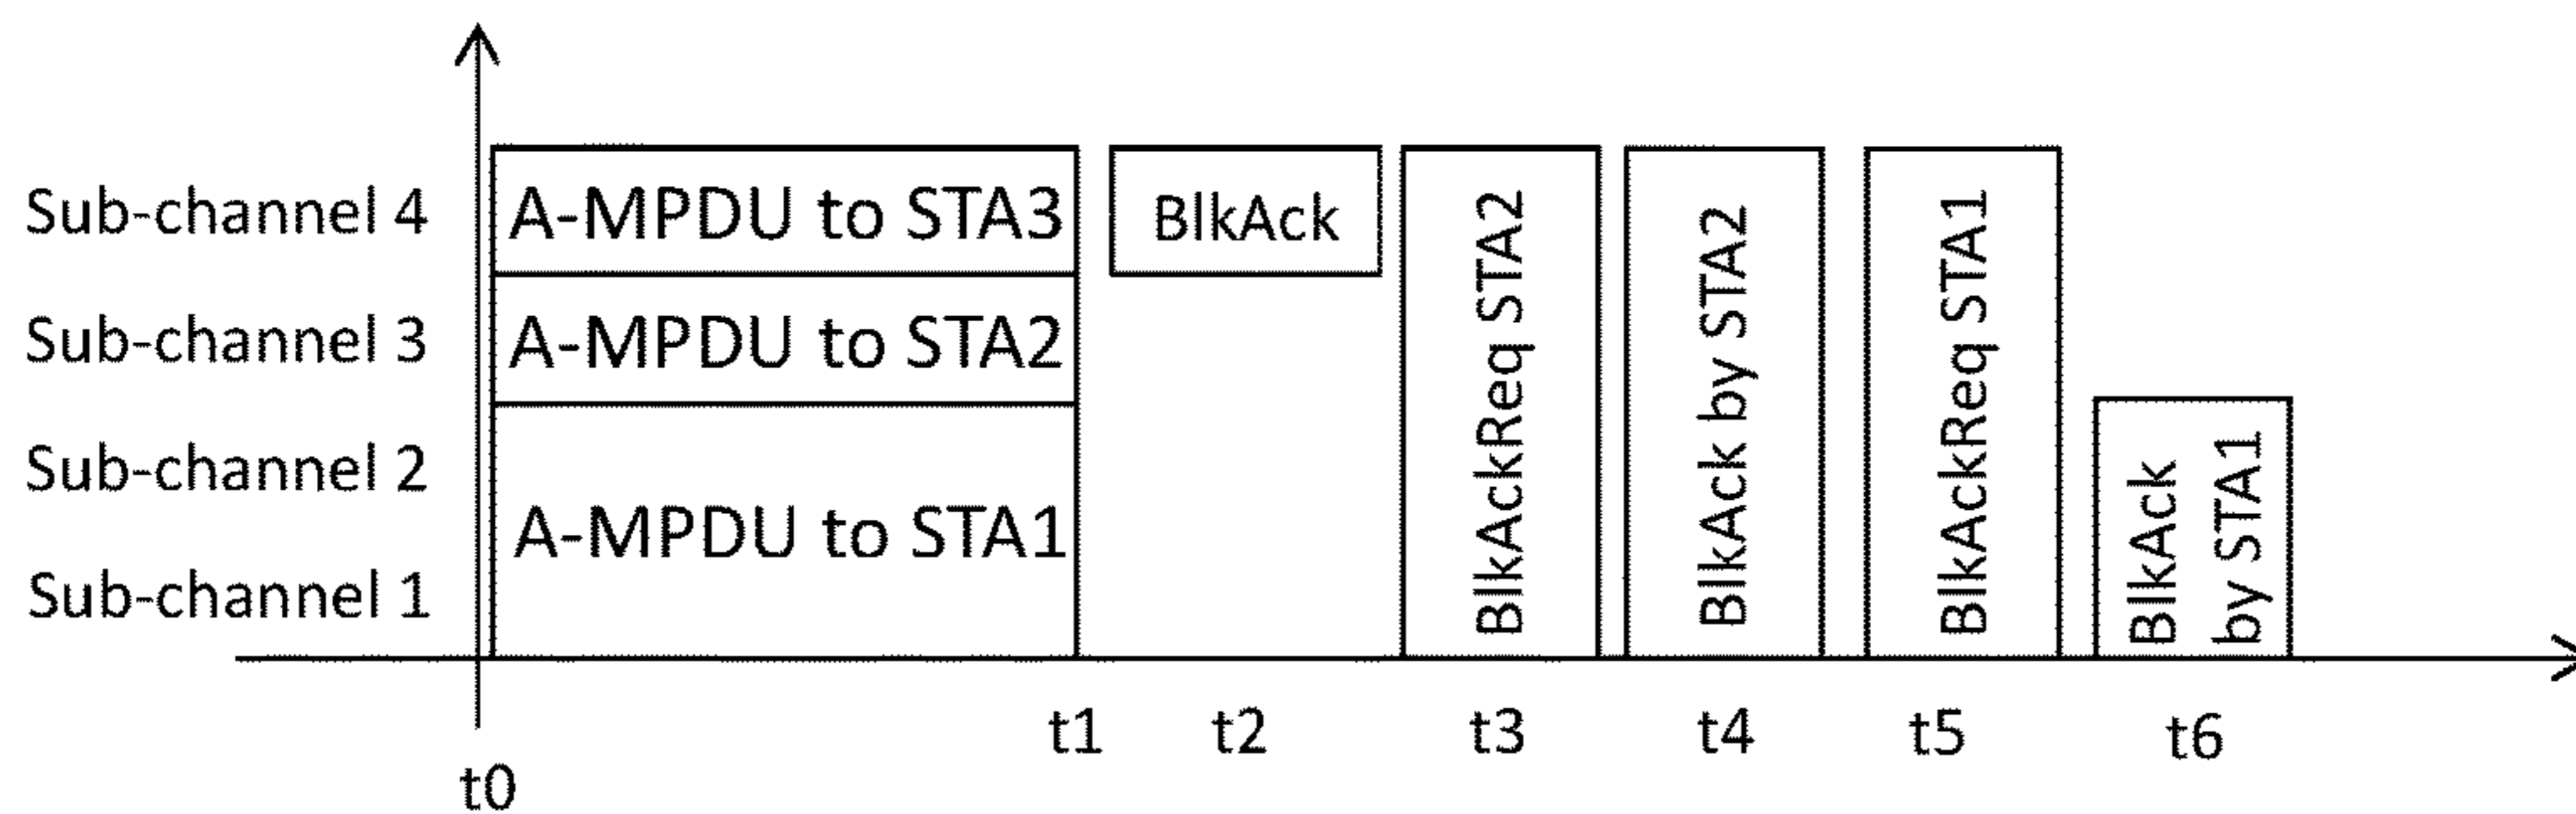 Sub-channel 4
A-MPDU to STA3
BlkAck
Sub-channel 3
A-MPDU to STA2
Sub-channel 2
A-MPDU to STA1
Sub-channel 1
BlkAckReq STA2
BlkAck by STA2
BlkAckReq STA1
BlkAck
by STA1
t0
t1
t2
t3
t4
t5
t6